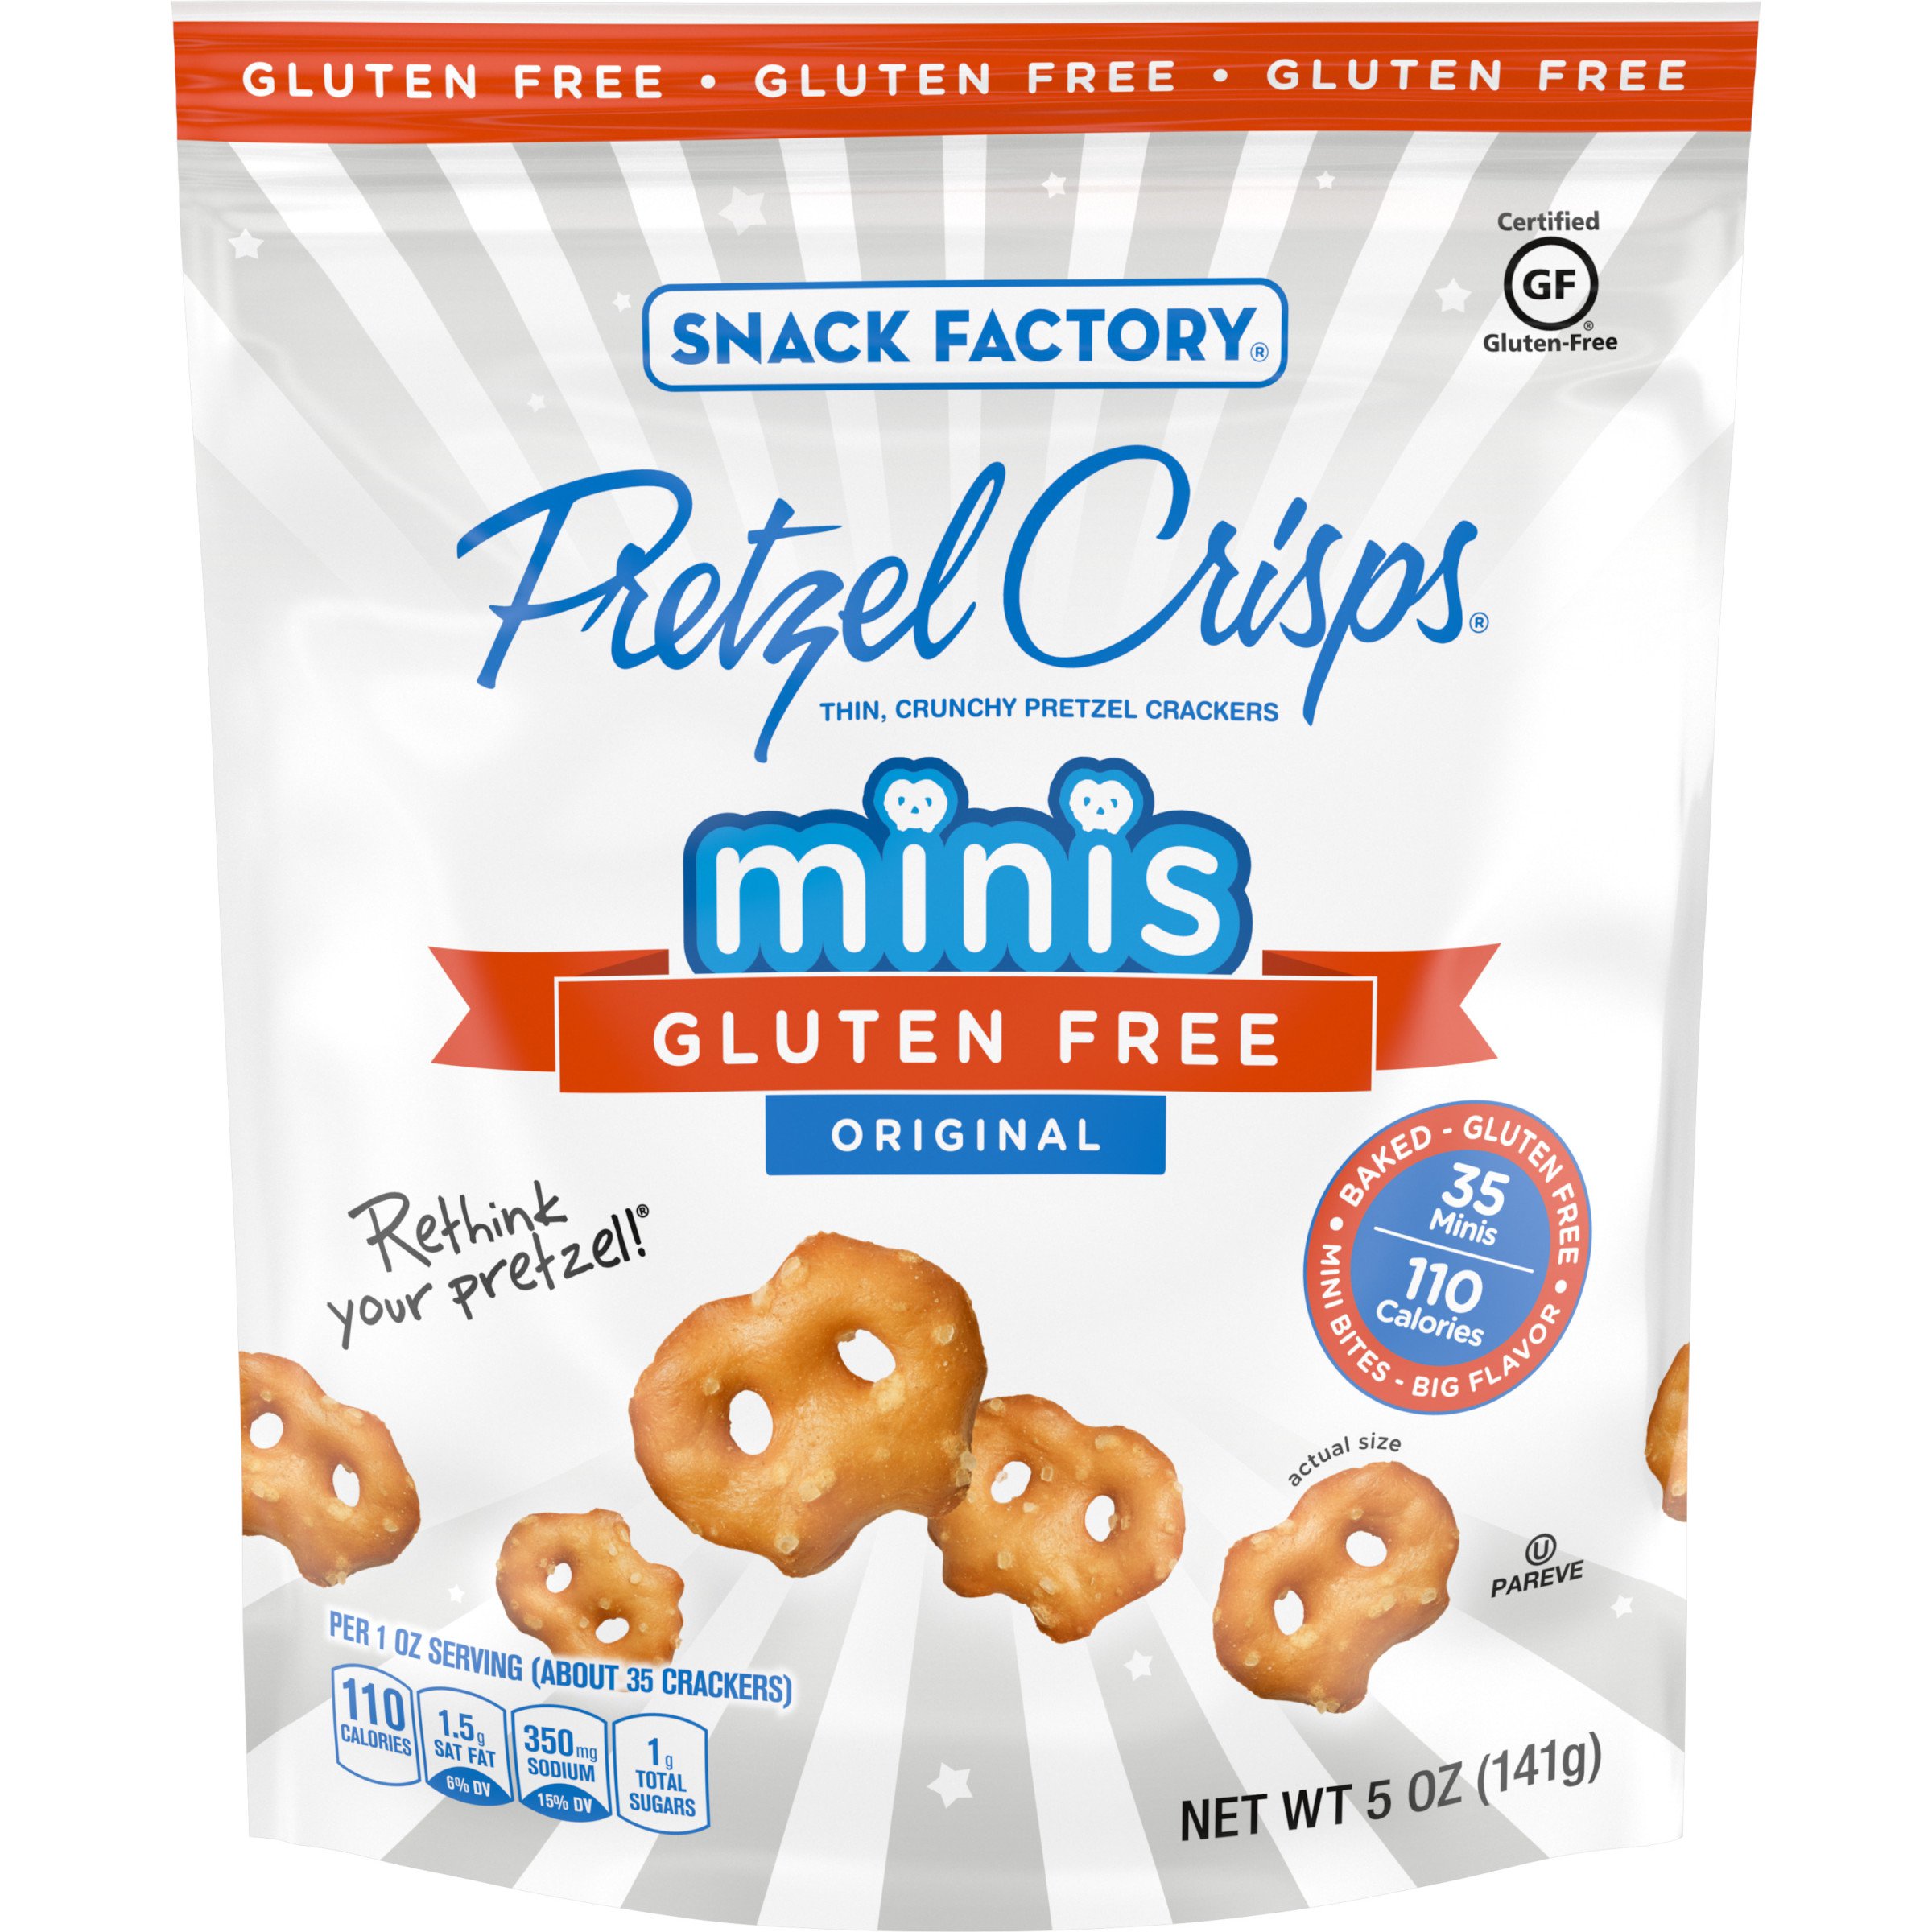 GLUTEN FREE • GLUTEN FREE • GLUTEN FREE
Certified
GF®
Gluten-Free
SNACK FACTORY®
Pretzel Crisps®
THIN, CRUNCHY PRETZEL CRACKERS
minis
GLUTEN FREE
ORIGINAL
• BAKED - GLUTEN FREE •
MINI BITES - BIG FLAVOR
35
Minis
110
Calories
Rethink
your pretzel!®
actual size
U
PAREVE
PER 1 OZ SERVING (ABOUT 35 CRACKERS)
110
CALORIES
1.5g
SAT FAT
6% DV
350mg
SODIUM
15% DV
1g
TOTAL
SUGARS
NET WT 5 OZ (141g)